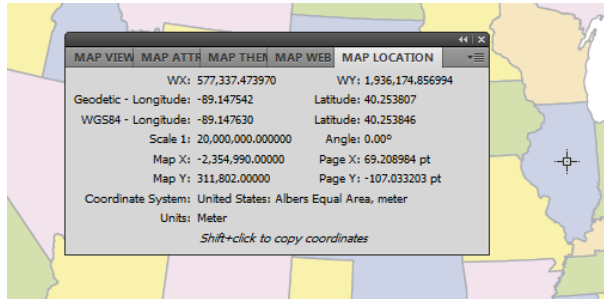 MAP VIEW MAP ATTR MAP THEM MAP WEB MAP LOCATION
WX: 577,337.473970 WY: 1,936,174.856994
Geodetic - Longitude: -89.147542 Latitude: 40.253807
WGS84 - Longitude: -89.147630 Latitude: 40.253846
Scale 1: 20,000,000.000000 Angle: 0.00º
Map X: -2,354,990.00000 Page X: 69.208984 pt
Map Y: 311,802.00000 Page Y: -107.033203 pt
Coordinate System: United States: Albers Equal Area, meter
Units: Meter
Shift+click to copy coordinates